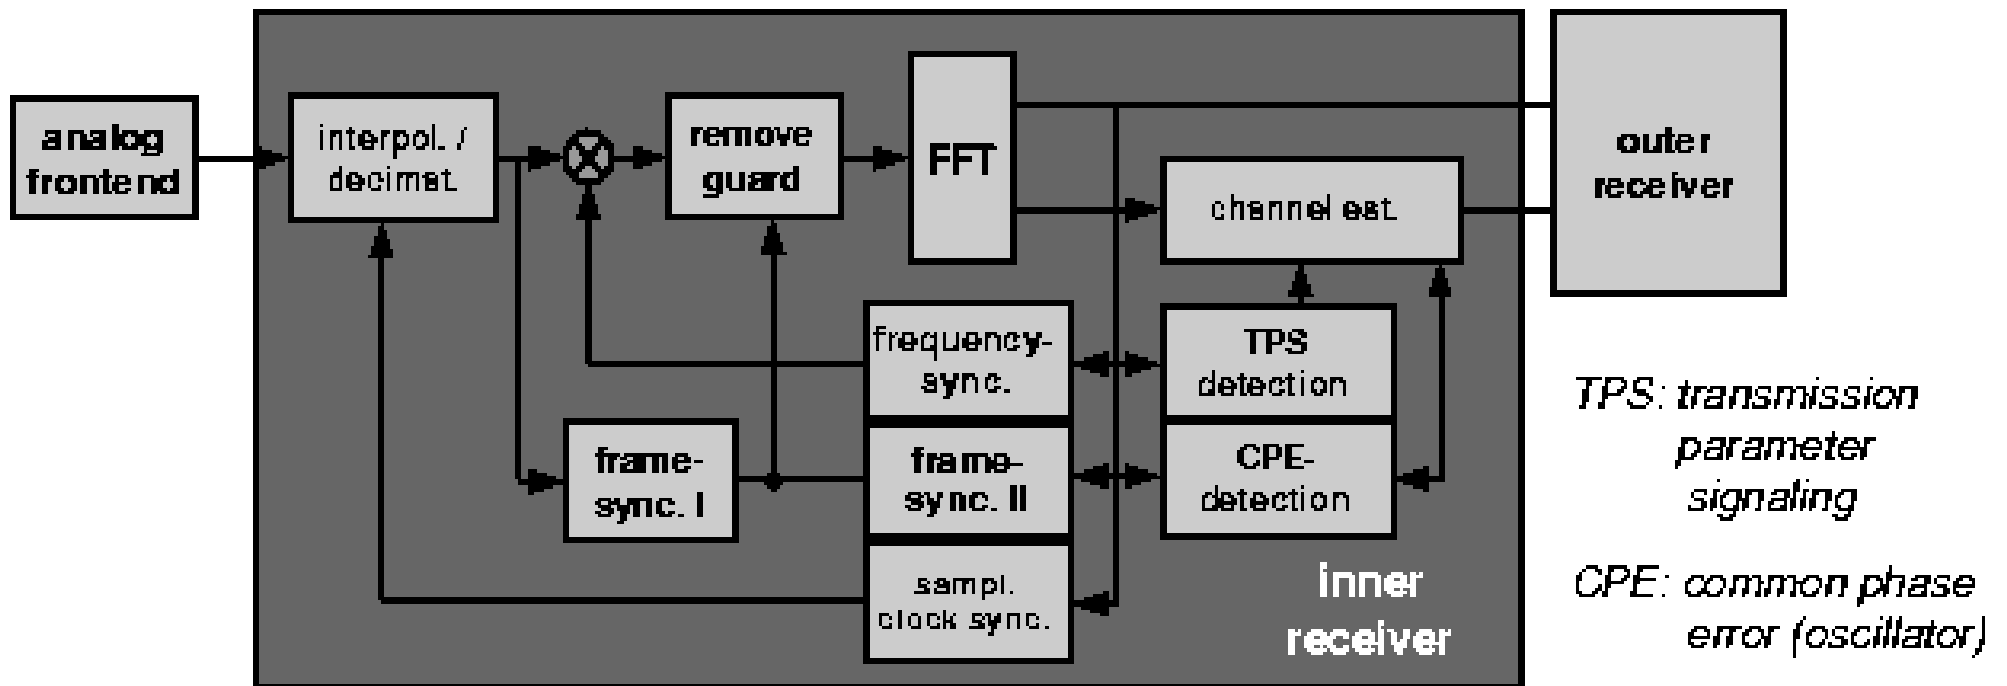 analog
frontend
interpol. /
decimat.
remove
guard
FFT
channel est.
outer
receiver
frequency-
sync.
TPS
detection
frame-
sync. I
frame-
sync. II
CPE-
detection
sampl.
clock sync.
inner
receiver
TPS: transmission
parameter
signaling
CPE: common phase
error (oscillator)